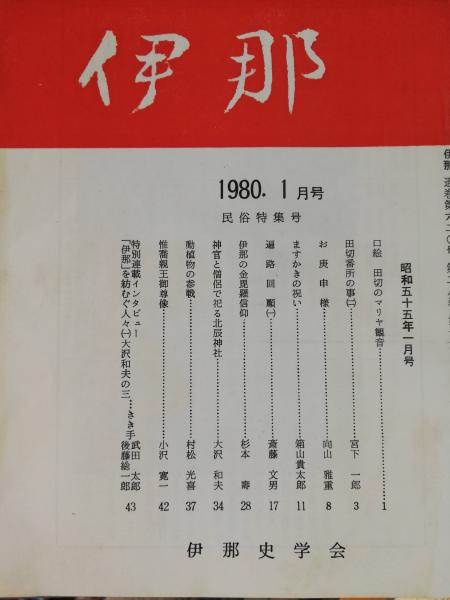 伊那
1980.1月号
民俗特集号
昭和五十五年一月号
口絵 田切のマリヤ観音……1
田切番所の事(二)……宮下一郎 3
お庚申様……向山雅重 8
ますかきの祝い……箱山貴太郎 11
遍路回顧(一)……斎藤文男 17
伊那の金毘羅信仰……杉本寿 28
神官と僧侶で祀る北辰神社……大沢和夫 34
動植物の参戦……村松光喜 37
惟喬親王御尊像……小沢寛一 42
特別連載インタビュー
「伊那」を紡むぐ人々(一)大沢和夫の三……きき手 武田太郎 後藤総一郎 43
伊那史学会